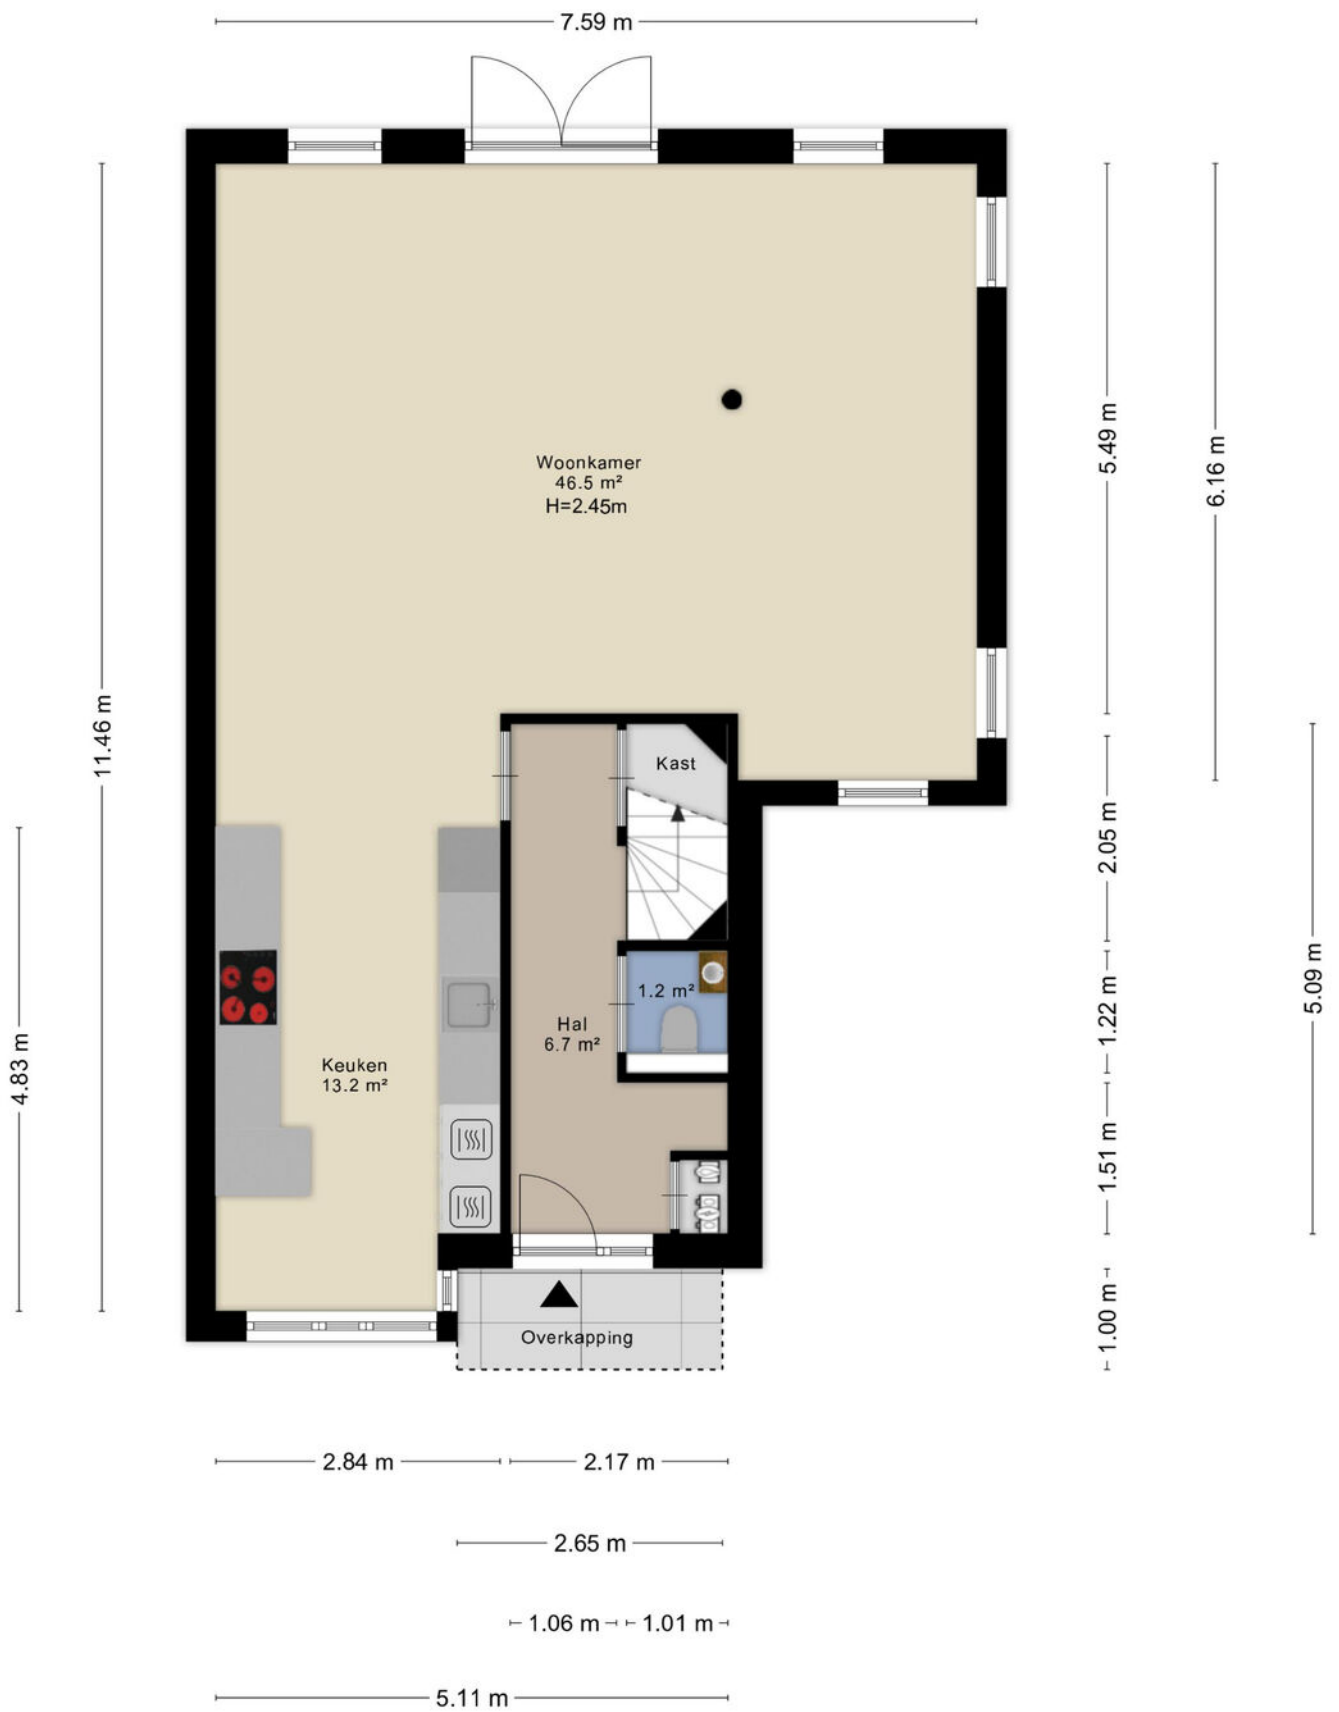 7.59 m
5.49 m
6.16 m
Woonkamer
46.5 m²
H=2.45m
11.46 m
Kast
2.05 m
1.2 m²
1.22 m
5.09 m
Hal
6.7 m²
Keuken
13.2 m²
4.83 m
1.51 m
1.00 m
Overkapping
2.84 m
2.17 m
2.65 m
1.06 m
1.01 m
5.11 m